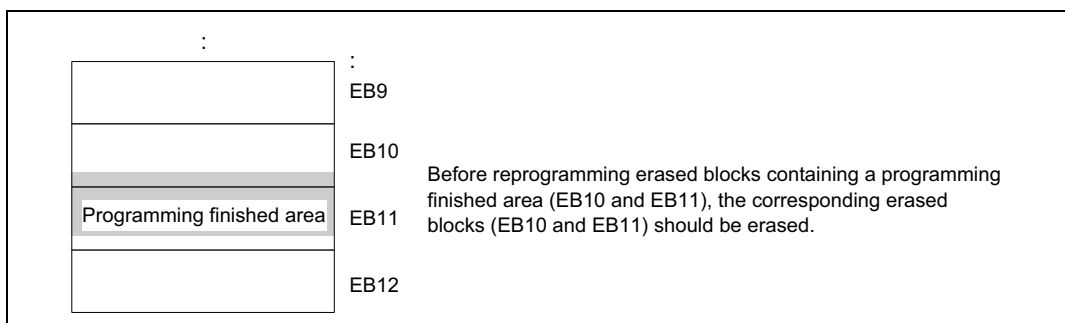 :
:
EB9
EB10
Before reprogramming erased blocks containing a programming
finished area (EB10 and EB11), the corresponding erased
blocks (EB10 and EB11) should be erased.
Programming finished area
EB11
EB12